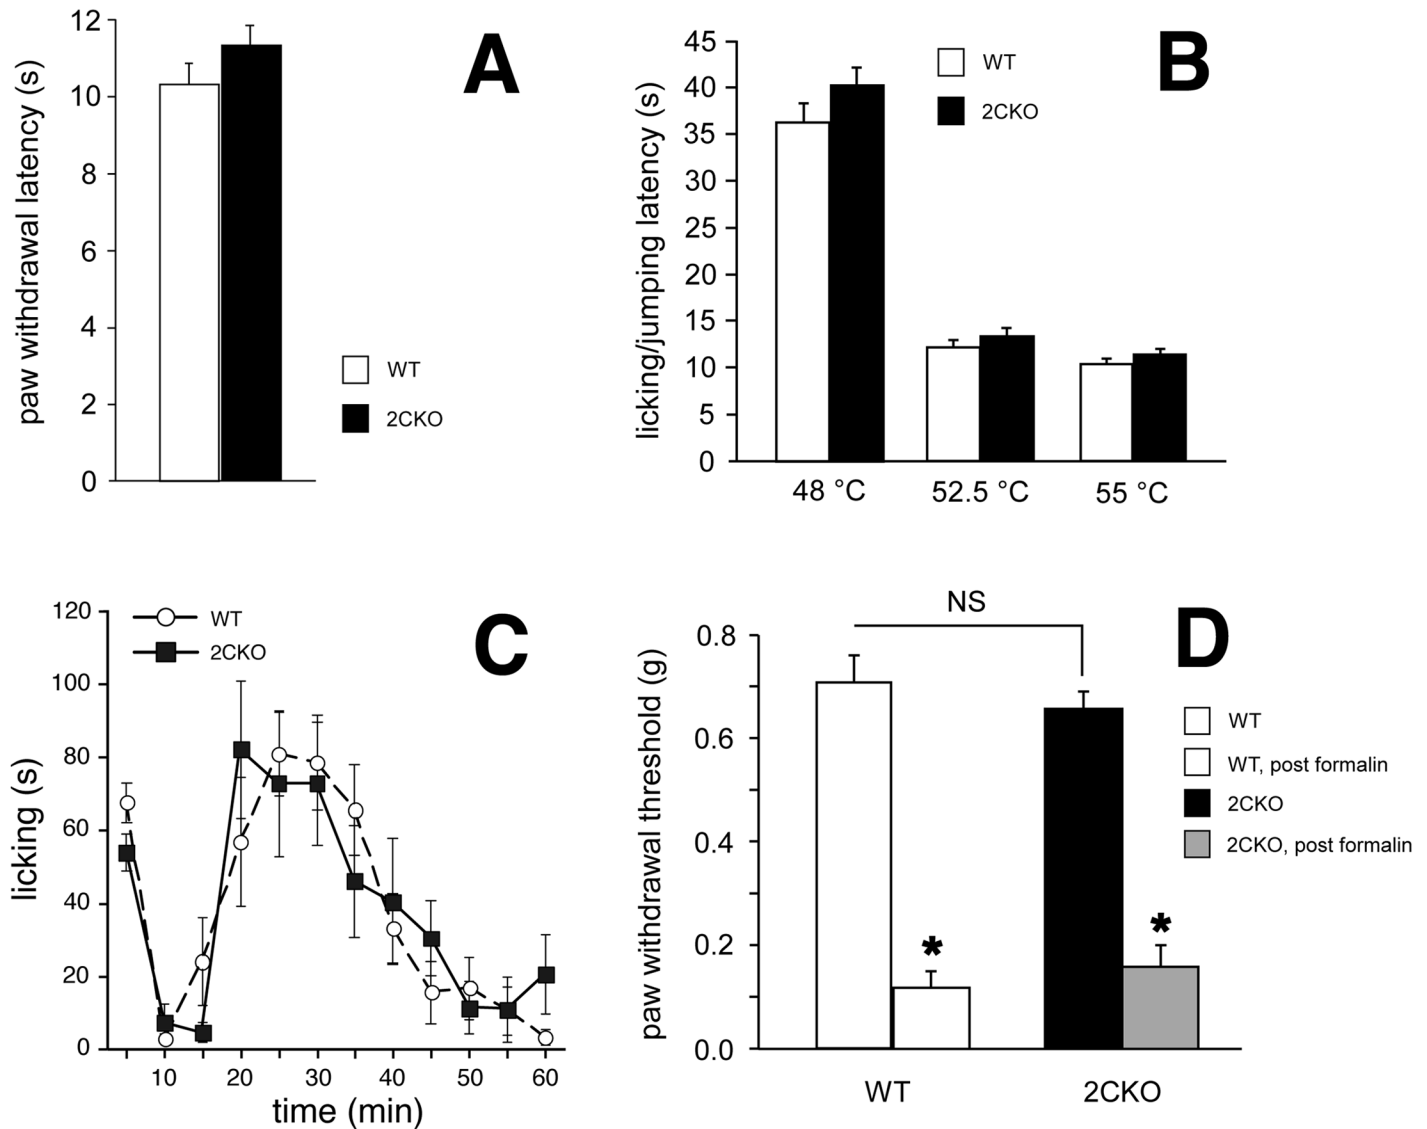 A
paw withdrawal latency (s)
12
10
8
6
4
2
0
WT
2CKO
B
licking/jumping latency (s)
45
40
35
30
25
20
15
10
5
0
WT
2CKO
48 °C
52.5 °C
55 °C
C
licking (s)
120
100
80
60
40
20
0
WT
2CKO
10
20
30
40
50
60
time (min)
D
NS
paw withdrawal threshold (g)
0.8
0.6
0.4
0.2
0.0
*
*
WT
WT, post formalin
2CKO
2CKO, post formalin
WT
2CKO